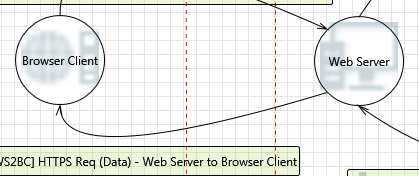 Browser Client
Web Server
WS2BC] HTTPS Req (Data) - Web Server to Browser Client